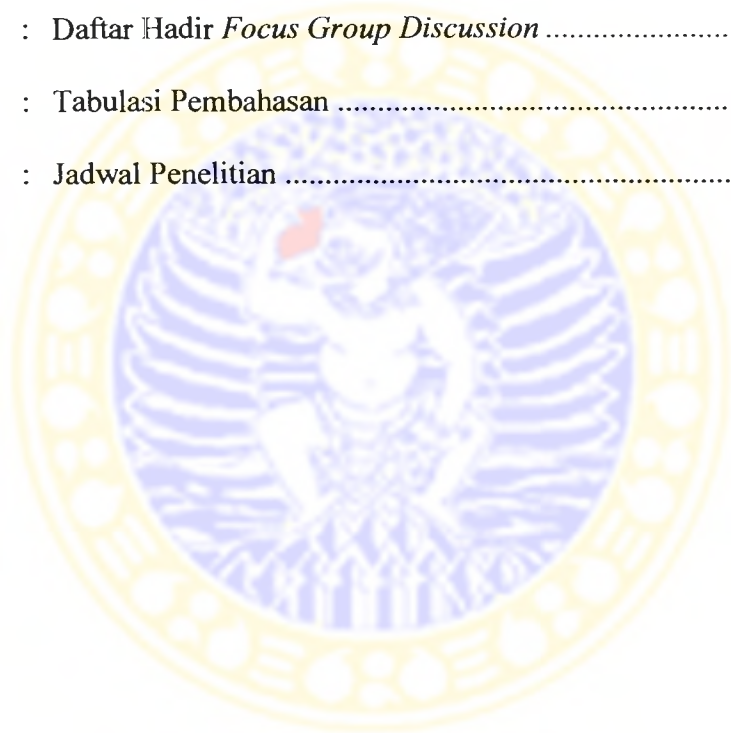 : Daftar Hadir Focus Group Discussion .......................
: Tabulasi Pembahasan .................................................
: Jadwal Penelitian ........................................................